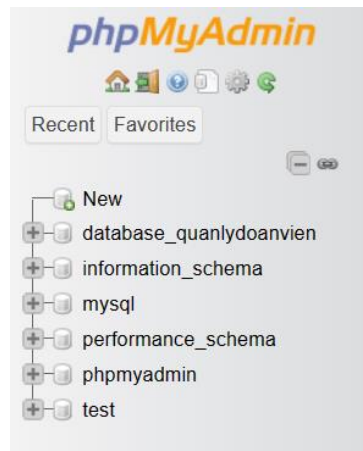 phpMyAdmin
Recent Favorites
New
database_quanlydoanvien
information_schema
mysql
performance_schema
phpmyadmin
test